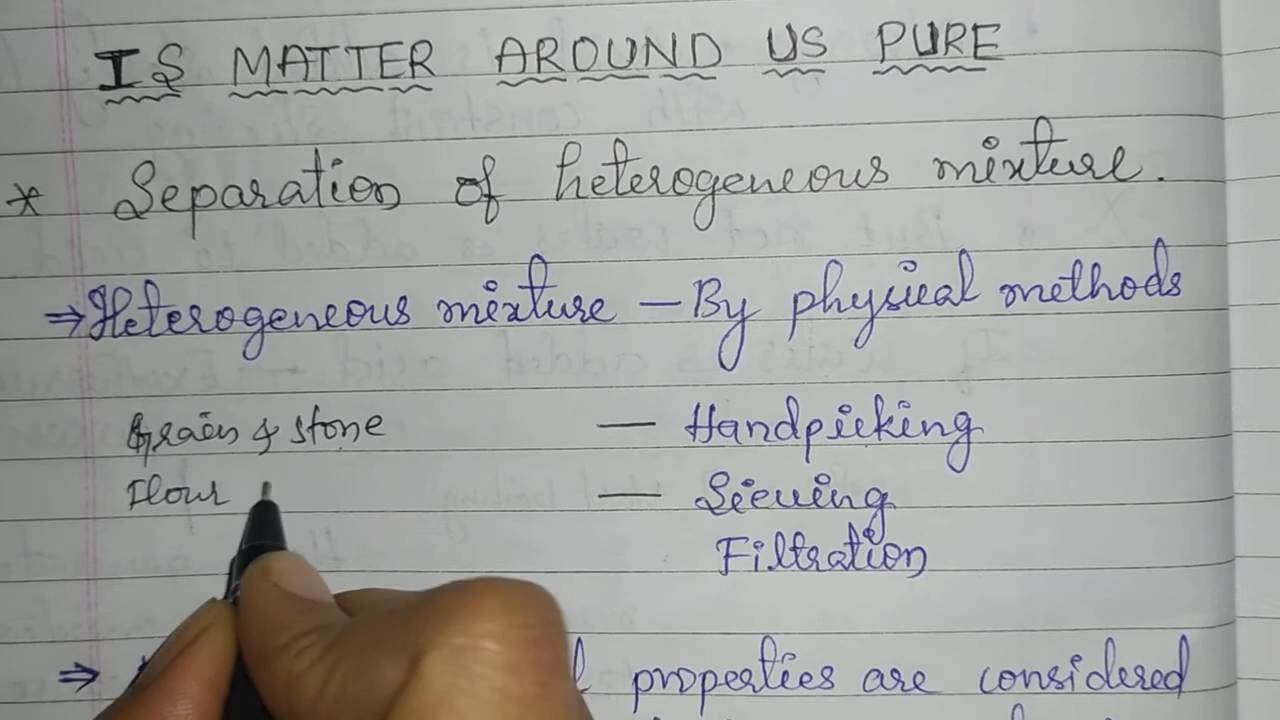 IS MATTER AROUND US PURE
* Separation of heterogeneous mixture.
⇒ Heterogeneous mixture — By physical methods
Grain & stone — Handpicking
Flour — Sieving
Filtration
⇒ properties are considered